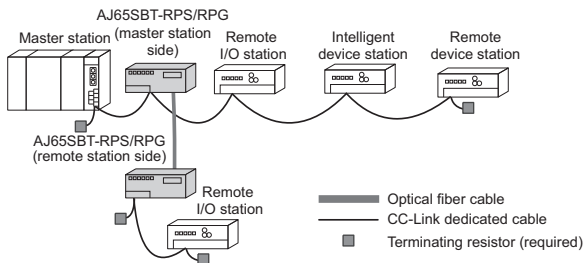 AJ65SBT-RPS/RPG
(master station
side)
Master station
Remote
I/O station
Intelligent
device station
Remote
device station
AJ65SBT-RPS/RPG
(remote station side)
Remote
I/O station
Optical fiber cable
CC-Link dedicated cable
Terminating resistor (required)